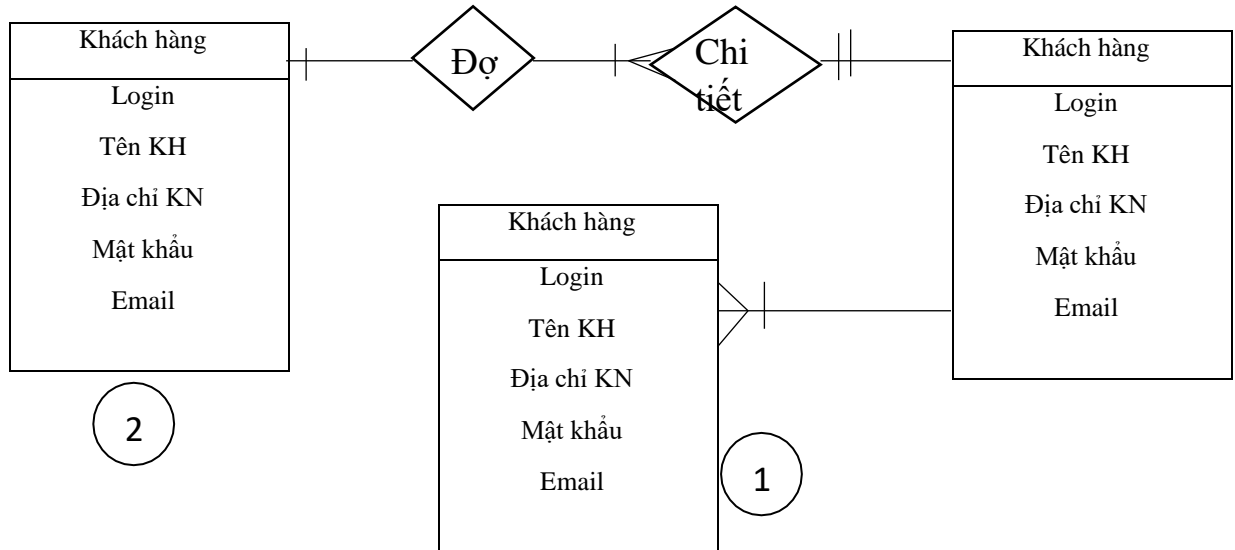 Khách hàng
Login
Tên KH
Địa chỉ KN
Mật khẩu
Email
2
Đợ
Chi
tiết
Khách hàng
Login
Tên KH
Địa chỉ KN
Mật khẩu
Email
Khách hàng
Login
Tên KH
Địa chỉ KN
Mật khẩu
Email
1